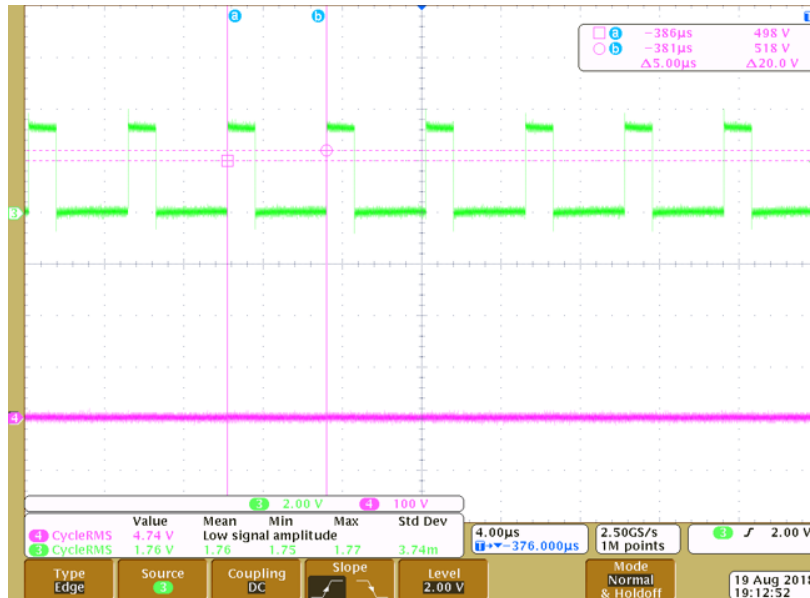 a b T
a −386µs 498 V
b −381µs 518 V
Δ5.00µs Δ20.0 V
3
4
3 2.00 V 4 100 V
Value Mean Min Max Std Dev
4 CycleRMS 4.74 V Low signal amplitude
3 CycleRMS 1.76 V 1.76 1.75 1.77 3.74m
4.00µs
T→▼−376.000µs
2.50GS/s
1M points
3 2.00 V
Type
Edge
Source
3
Coupling
DC
Slope
Level
2.00 V
Mode
Normal
& Holdoff
19 Aug 2018
19:12:52